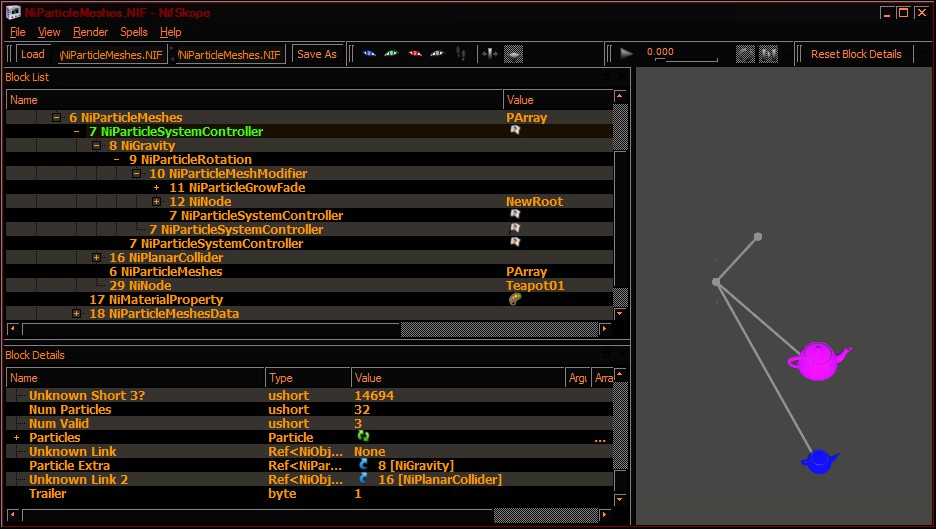 NiParticleMeshes.NIF - NifSkope
File View Render Spells Help
Load NiParticleMeshes.NIF NiParticleMeshes.NIF Save As 0.000 Reset Block Details
Block List
Name Value
6 NiParticleMeshes PArray
7 NiParticleSystemController
8 NiGravity
9 NiParticleRotation
10 NiParticleMeshModifier
11 NiParticleGrowFade
12 NiNode NewRoot
7 NiParticleSystemController
7 NiParticleSystemController
7 NiParticleSystemController
16 NiPlanarCollider
6 NiParticleMeshes PArray
29 NiNode Teapot01
17 NiMaterialProperty
18 NiParticleMeshesData
Block Details
Name Type Value Argu Arra
Unknown Short 3? ushort 14694
Num Particles ushort 32
Num Valid ushort 3
Particles Particle ...
Unknown Link Ref<NiObj... None
Particle Extra Ref<NiPar... 8 [NiGravity]
Unknown Link 2 Ref<NiObj... 16 [NiPlanarCollider]
Trailer byte 1